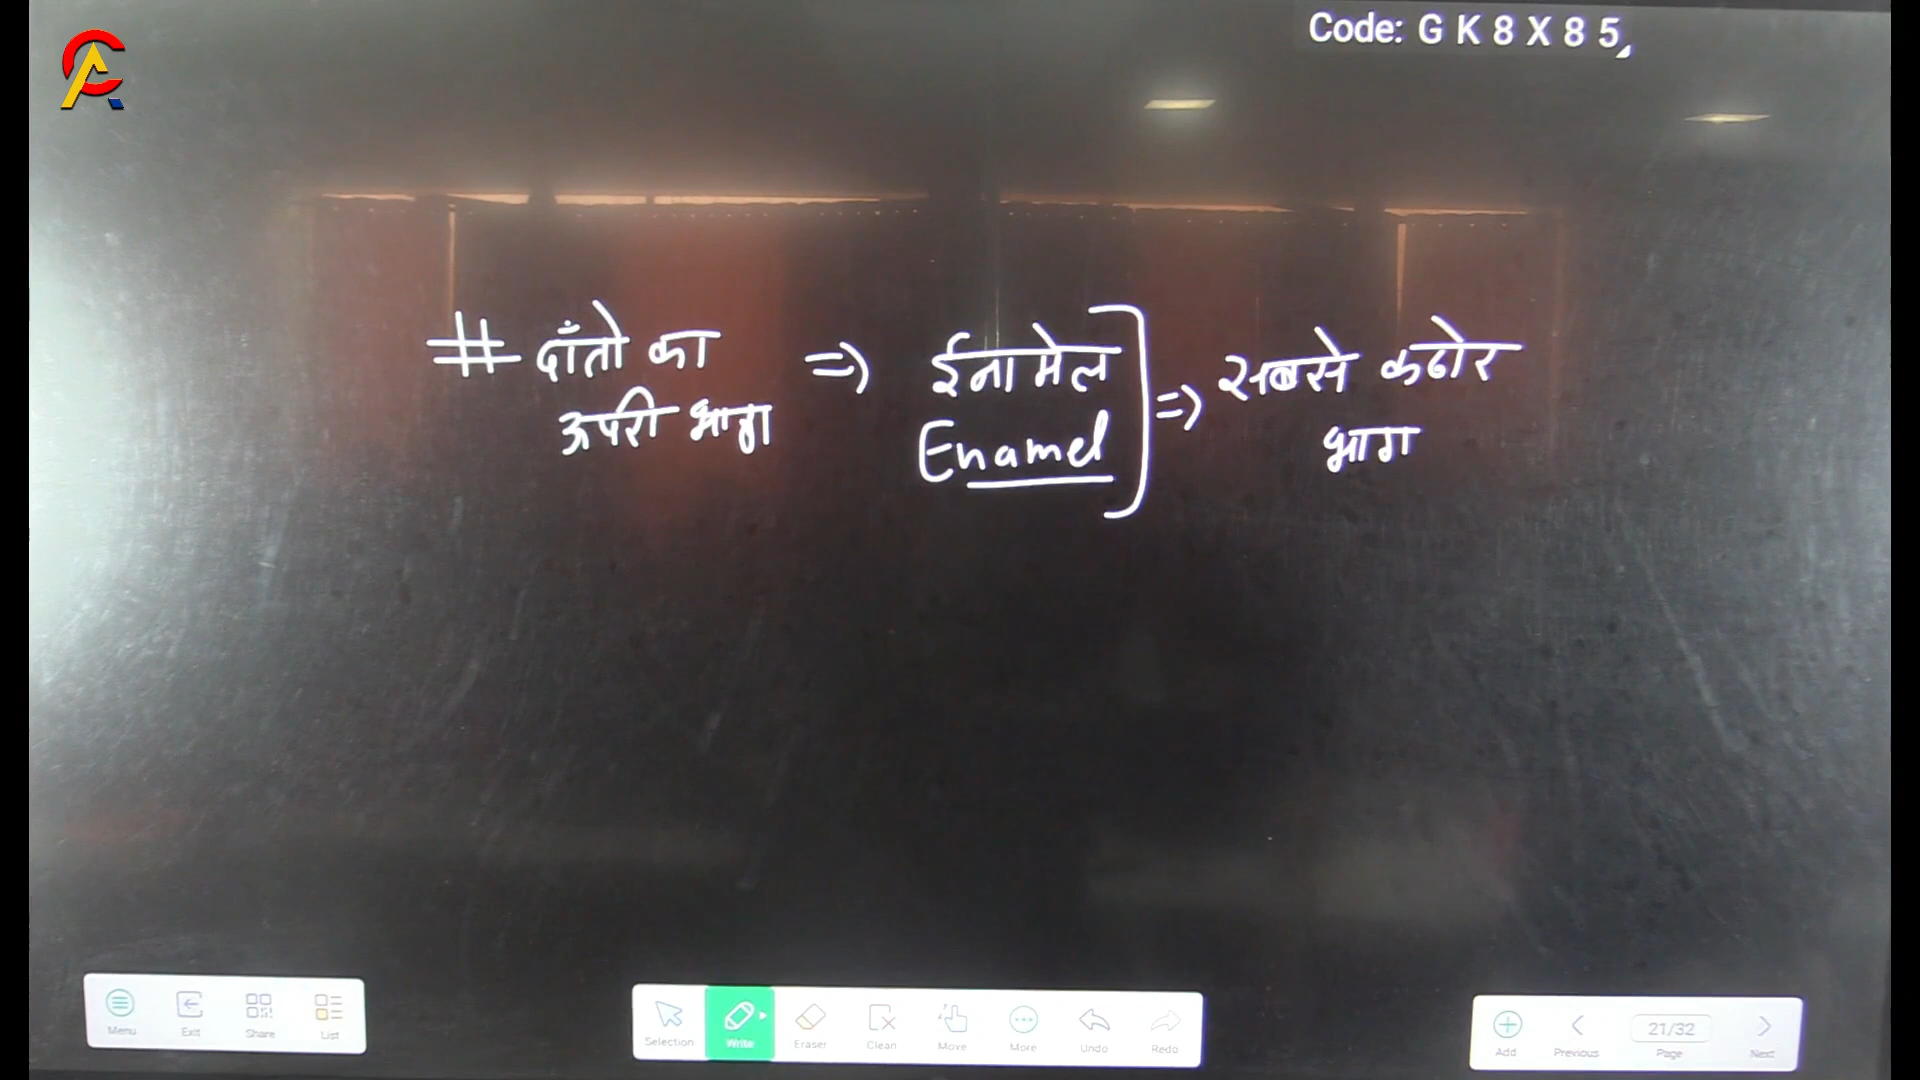 Code: G K 8 X 8 5
# दाँतो का => ईनामेल ] => सबसे कठोर
ऊपरी भाग Enamel भाग
Menu Exit Share List
Selection Write Eraser Clean Move More Undo Redo
Add Previous 21/32 Page Next